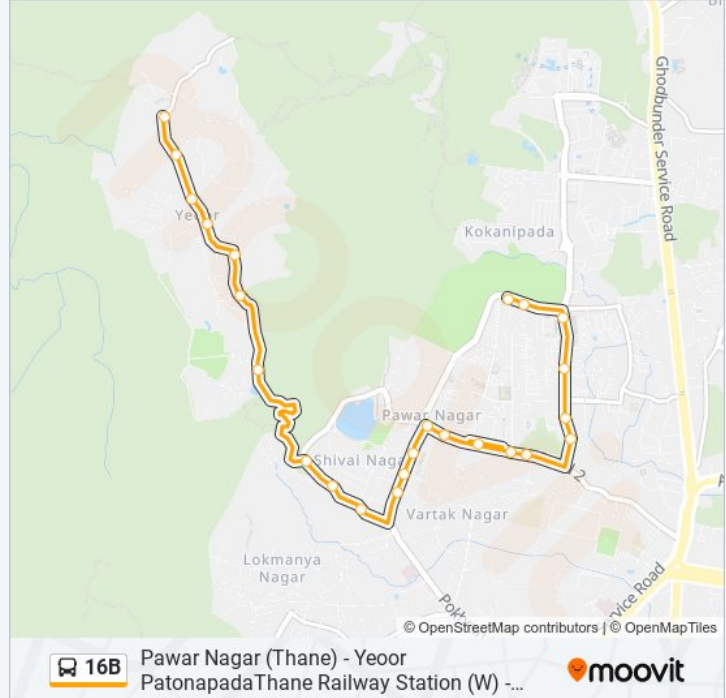 Ghodbunder Service Road
Kokanipada
Yeoor
Pawar Nagar
Shivai Nagar
Vartak Nagar
2
Lokmanya
Nagar
Service Road
© OpenStreetMap contributors | © OpenMapTiles
16B
Pawar Nagar (Thane) - Yeoor
PatonapadaThane Railway Station (W) -...
moovit